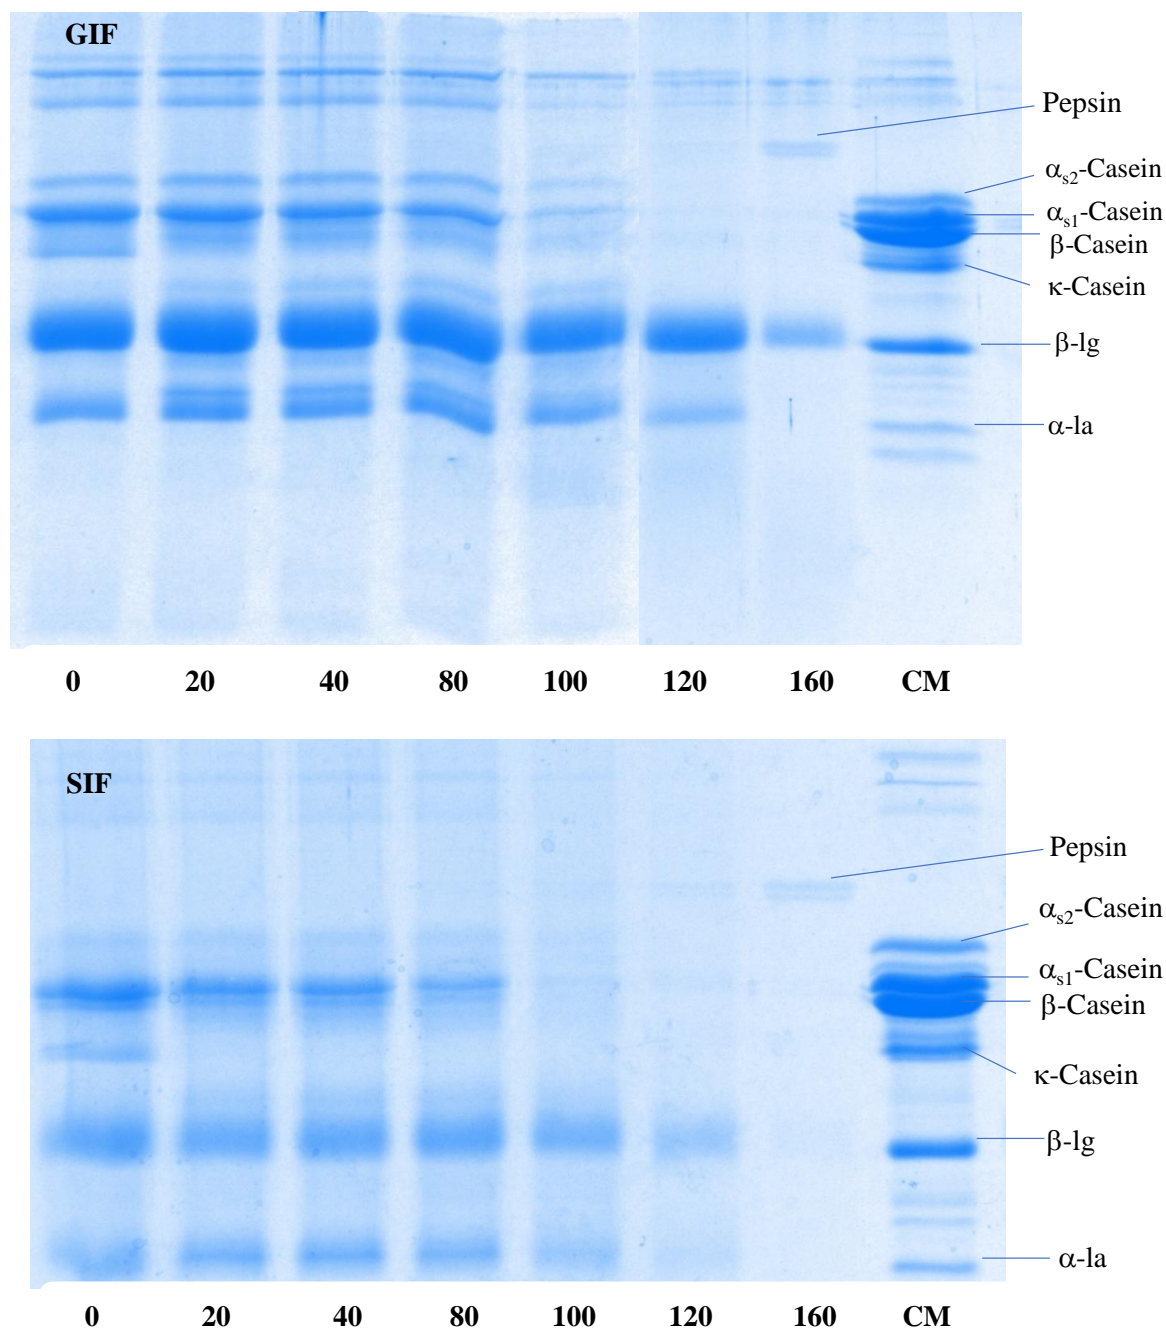 GIF
Pepsin
αs2-Casein
αs1-Casein
β-Casein
κ-Casein
β-lg
α-la
0 20 40 80 100 120 160 CM
SIF
Pepsin
αs2-Casein
αs1-Casein
β-Casein
κ-Casein
β-lg
α-la
0 20 40 80 100 120 160 CM